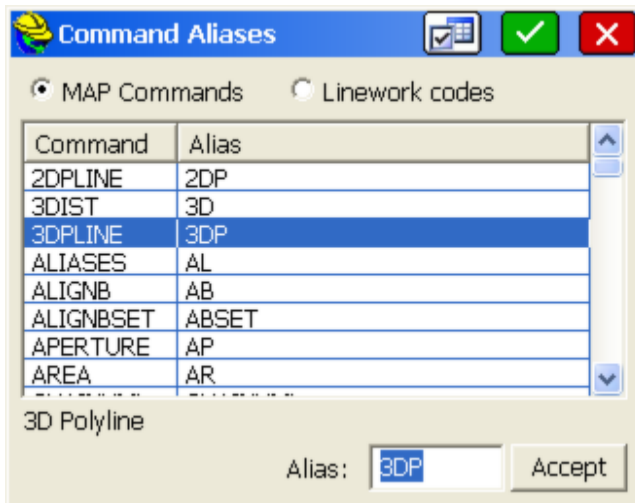 Command Aliases
MAP Commands Linework codes
Command Alias
2DPLINE 2DP
3DIST 3D
3DPLINE 3DP
ALIASES AL
ALIGNB AB
ALIGNBSET ABSET
APERTURE AP
AREA AR
3D Polyline
Alias: 3DP Accept